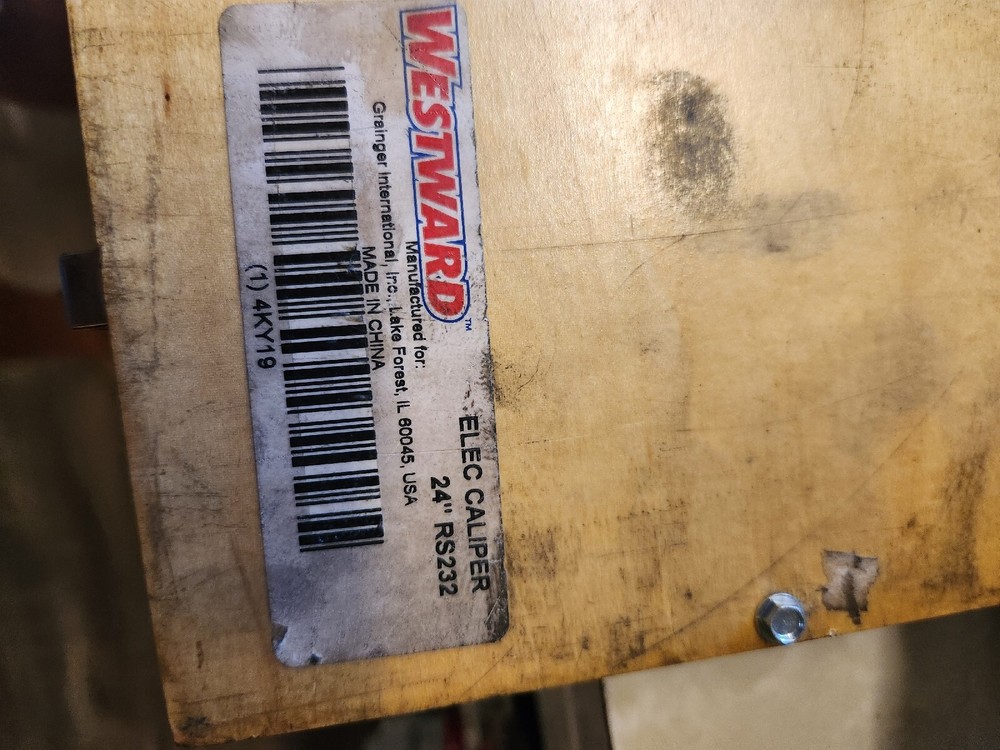 WESTWARD™
ELEC CALIPER
24" RS232
Manufactured for:
Grainger International, Inc., Lake Forest, IL 60045, USA
MADE IN CHINA
(1) 4KY19